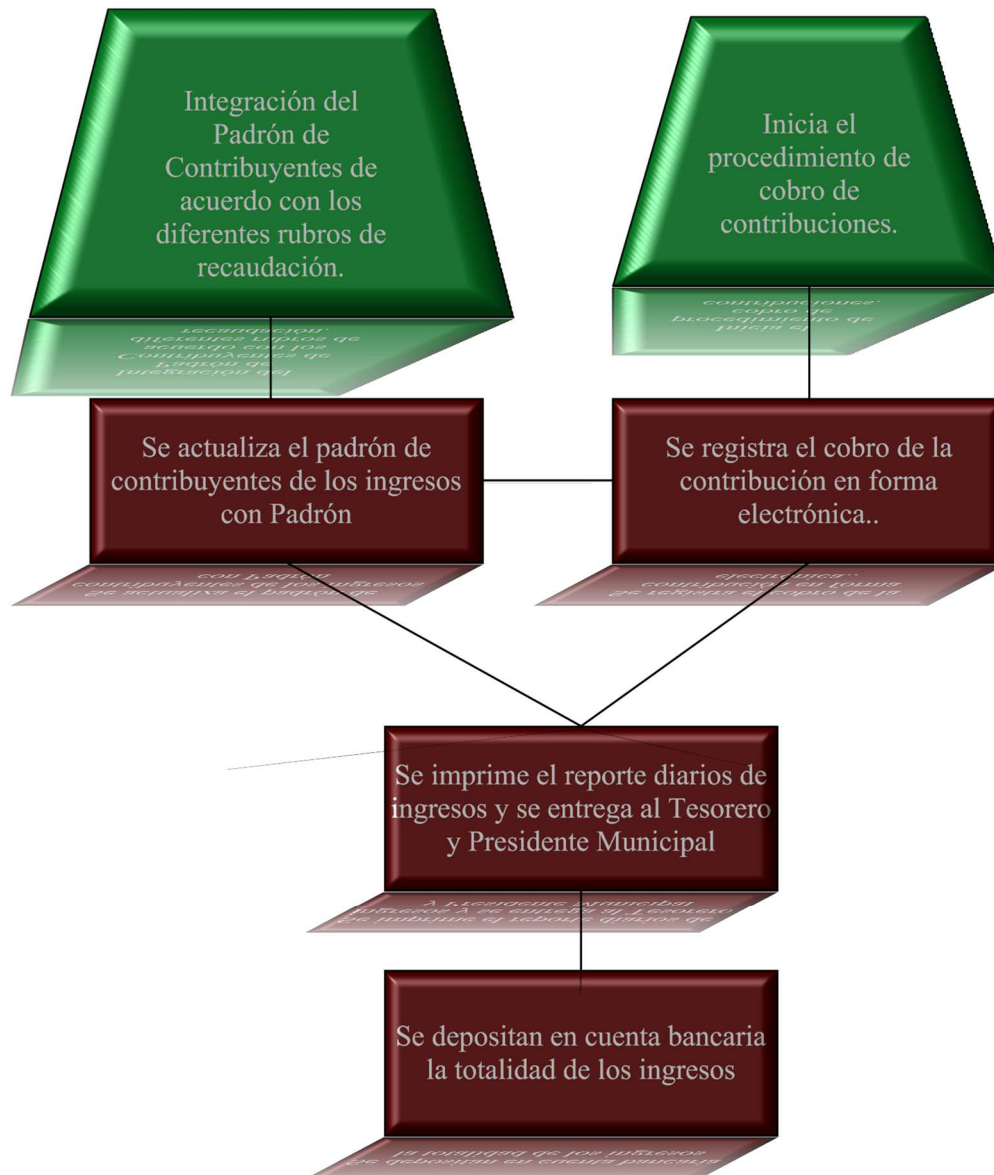 Integración del
Padrón de
Contribuyentes de
acuerdo con los
diferentes rubros de
recaudación.
Inicia el
procedimiento de
cobro de
contribuciones.
Se actualiza el padrón de
contribuyentes de los ingresos
con Padrón
Se registra el cobro de la
contribución en forma
electrónica..
Se imprime el reporte diarios de
ingresos y se entrega al Tesorero
y Presidente Municipal
Se depositan en cuenta bancaria
la totalidad de los ingresos